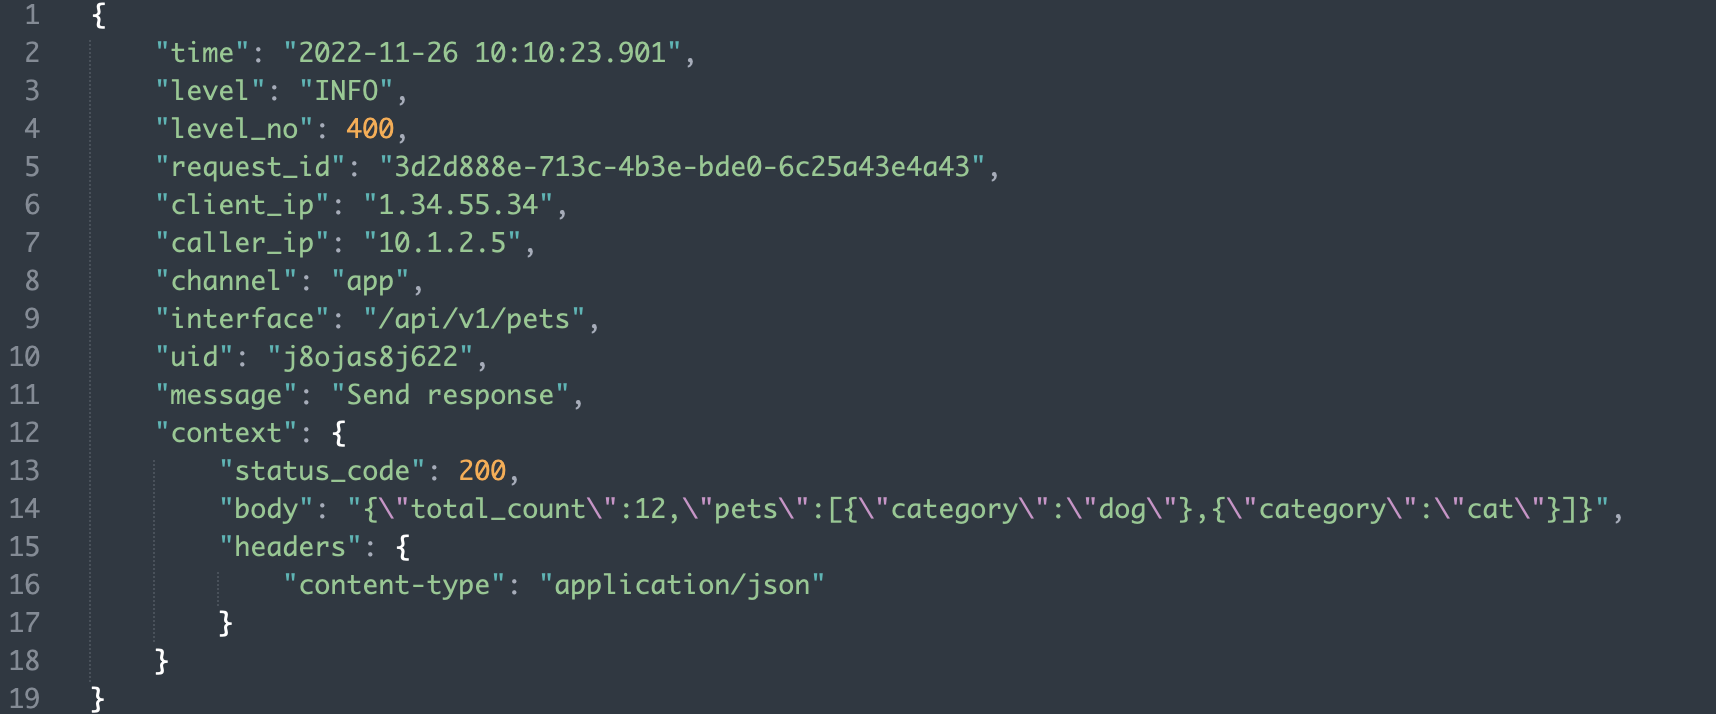 1 {
2 "time": "2022-11-26 10:10:23.901",
3 "level": "INFO",
4 "level_no": 400,
5 "request_id": "3d2d888e-713c-4b3e-bde0-6c25a43e4a43",
6 "client_ip": "1.34.55.34",
7 "caller_ip": "10.1.2.5",
8 "channel": "app",
9 "interface": "/api/v1/pets",
10 "uid": "j8ojas8j622",
11 "message": "Send response",
12 "context": {
13 "status_code": 200,
14 "body": "{\"total_count\":12,\"pets\":[{\"category\":\"dog\"},{\"category\":\"cat\"}]}",
15 "headers": {
16 "content-type": "application/json"
17 }
18 }
19 }